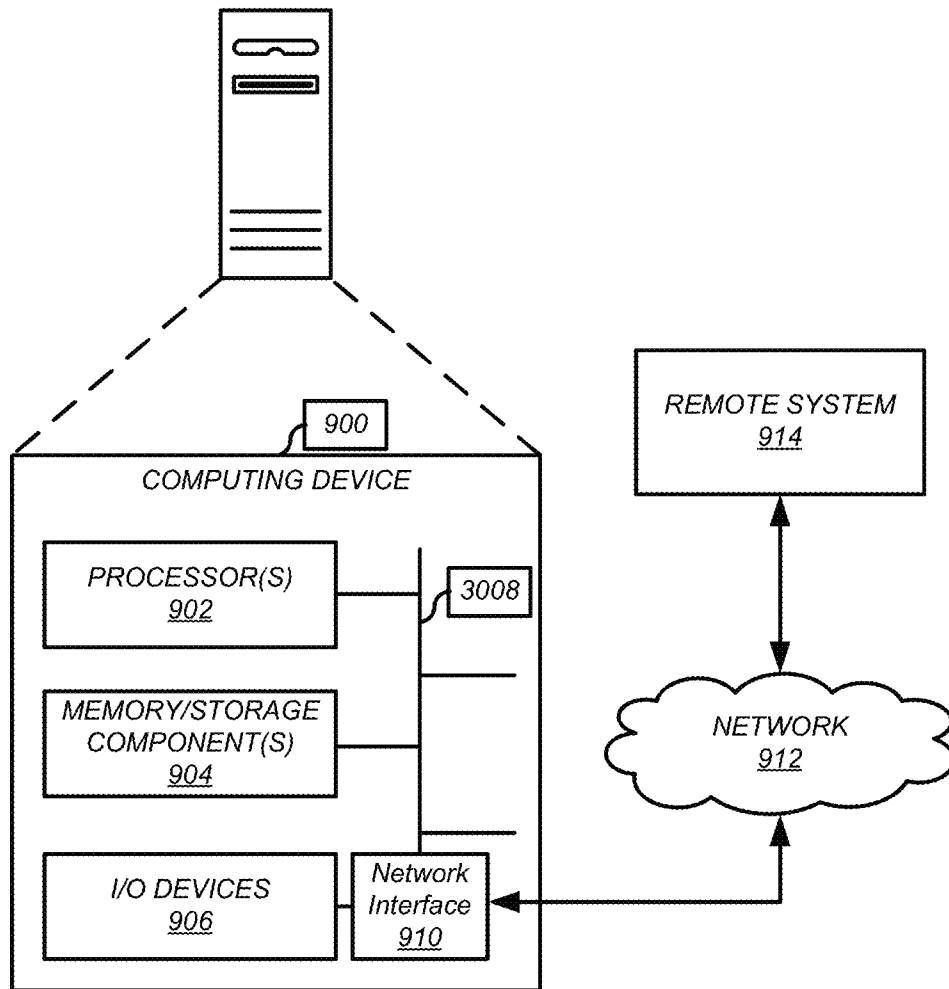 900
COMPUTING DEVICE
PROCESSOR(S)
902
3008
MEMORY/STORAGE
COMPONENT(S)
904
I/O DEVICES
906
Network
Interface
910
REMOTE SYSTEM
914
NETWORK
912